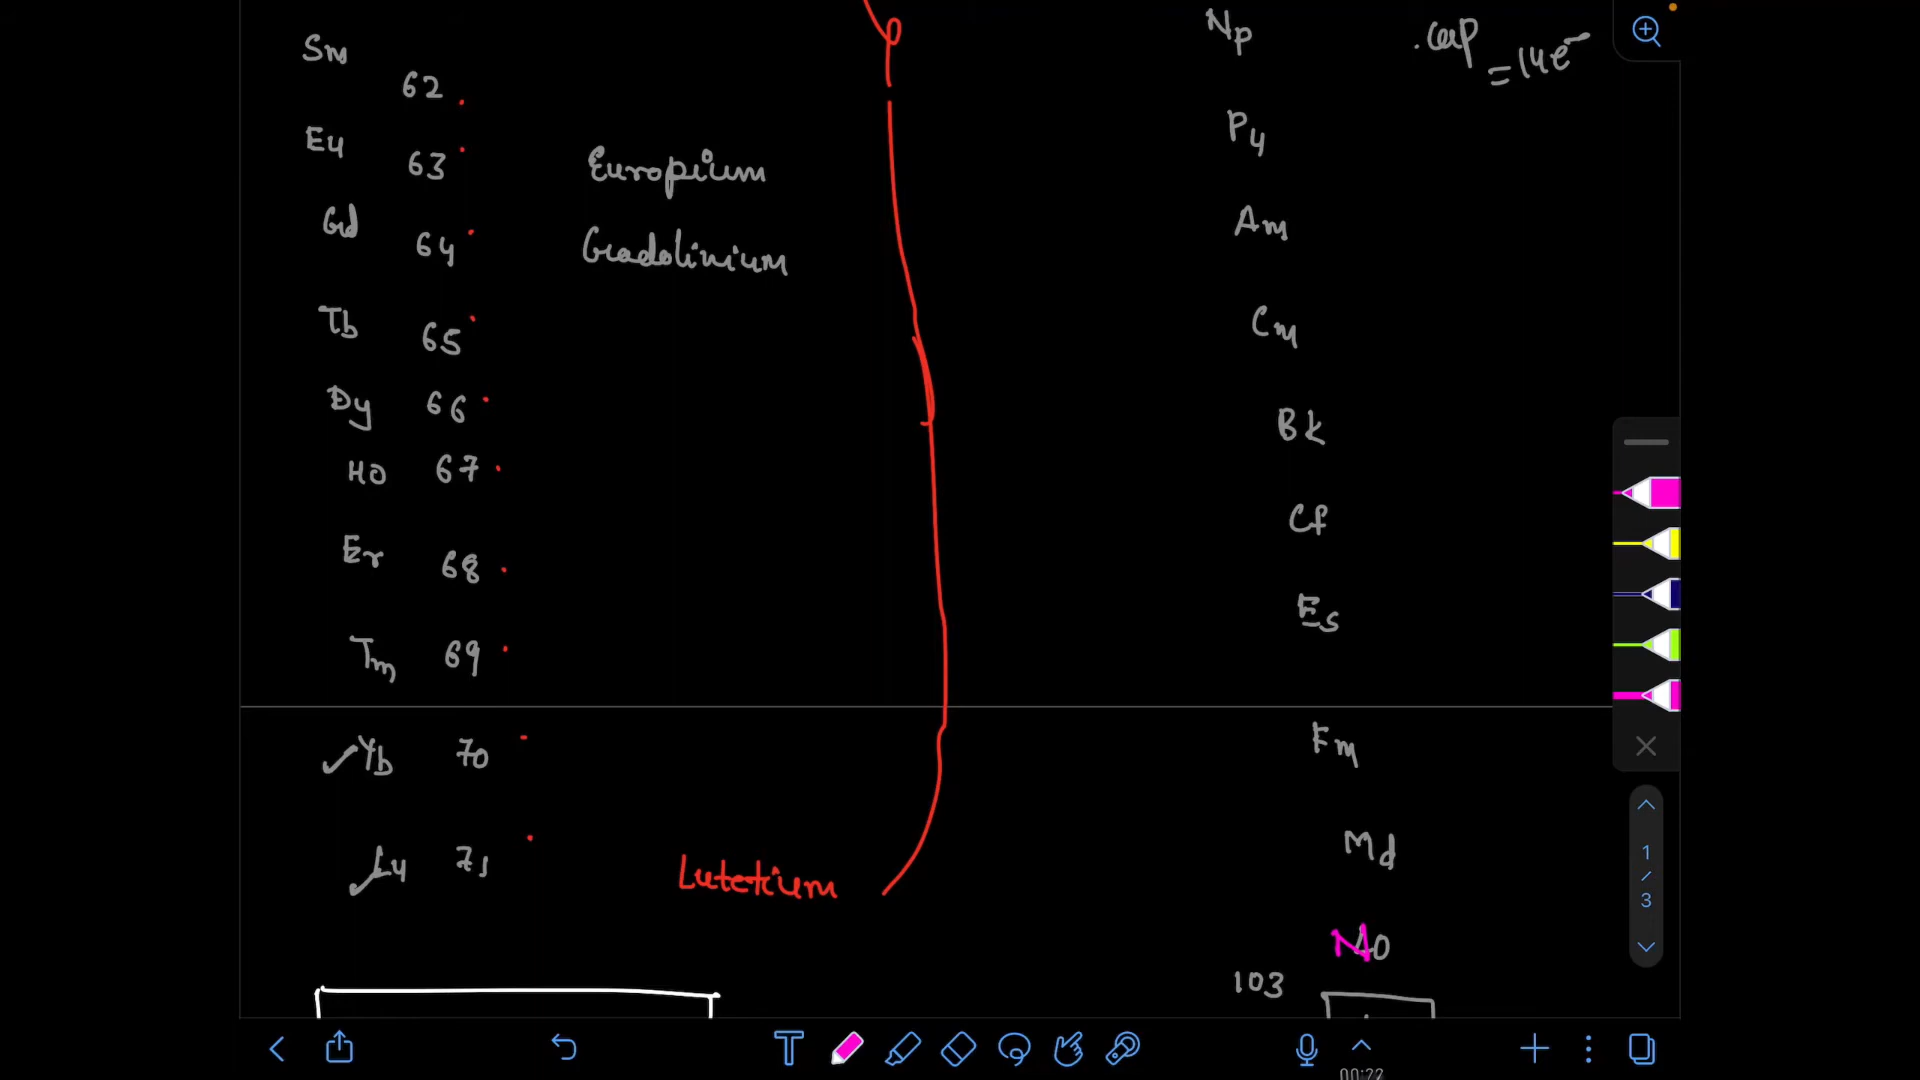 Sm
62
Eu
63
Europium
Gd
64
Gadolinium
Tb
65
Dy 66
Ho 67
Er 68
Tm 69
Yb 70
Lu 71
Lutetium
Np
.cap
=14e⁻
Pu
Am
Cm
Bk
Cf
Es
Fm
Md
No
103
1
/
3
T
00:22